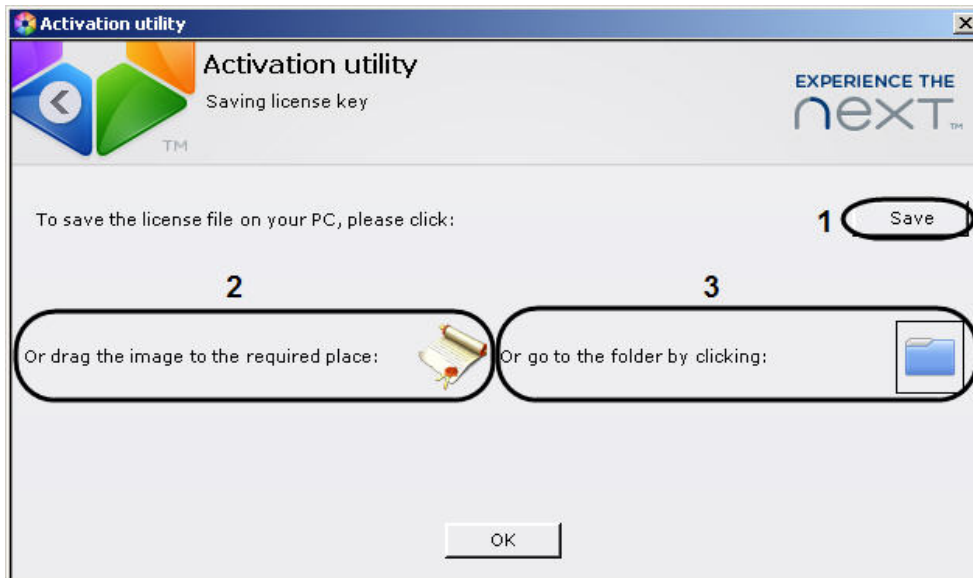 Activation utility
Activation utility
Saving license key
EXPERIENCE THE
next™
TM
To save the license file on your PC, please click:
1
Save
2
3
Or drag the image to the required place:
Or go to the folder by clicking:
OK